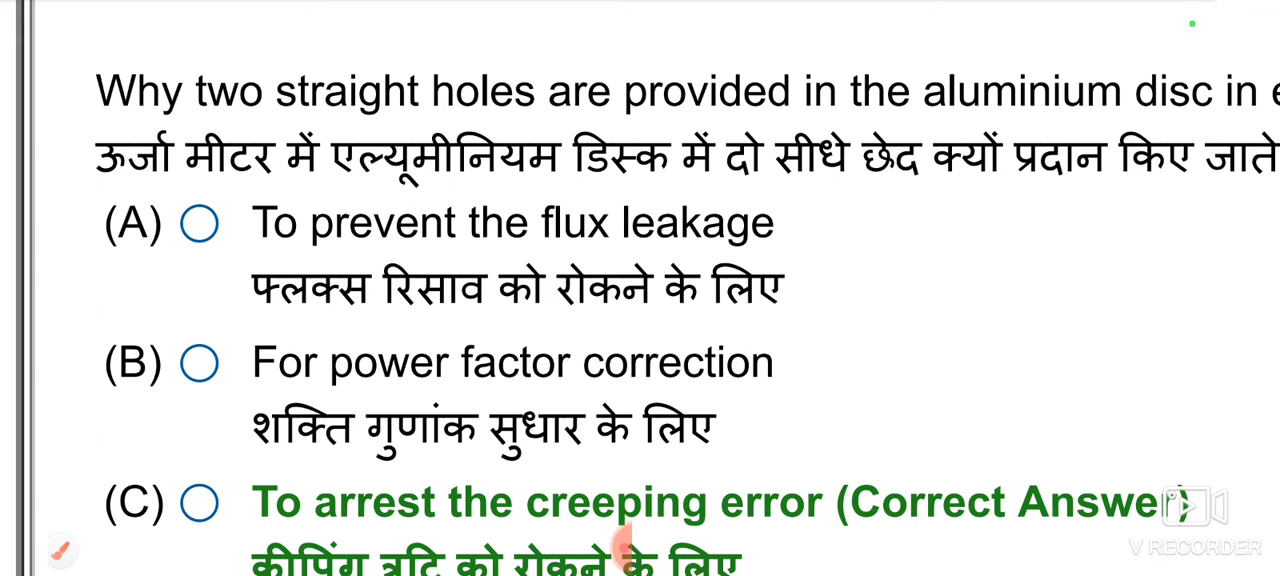 Why two straight holes are provided in the aluminium disc in
ऊर्जा मीटर में एल्यूमीनियम डिस्क में दो सीधे छेद क्यों प्रदान किए जाते
(A) To prevent the flux leakage
फ्लक्स रिसाव को रोकने के लिए
(B) For power factor correction
शक्ति गुणांक सुधार के लिए
(C) To arrest the creeping error (Correct Answer)
क्रीपिंग त्रुटि को रोकने के लिए
V RECORDER